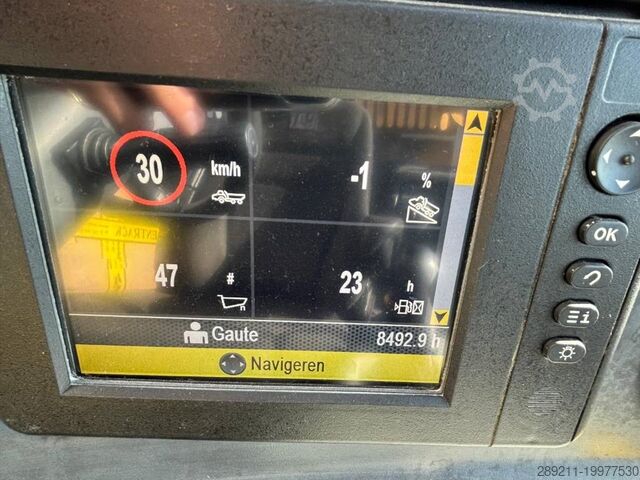 30 km/h
-1 %
47 #
n
23 h
Gaute 8492.9 h
Navigeren
OK
i
289211-19977530